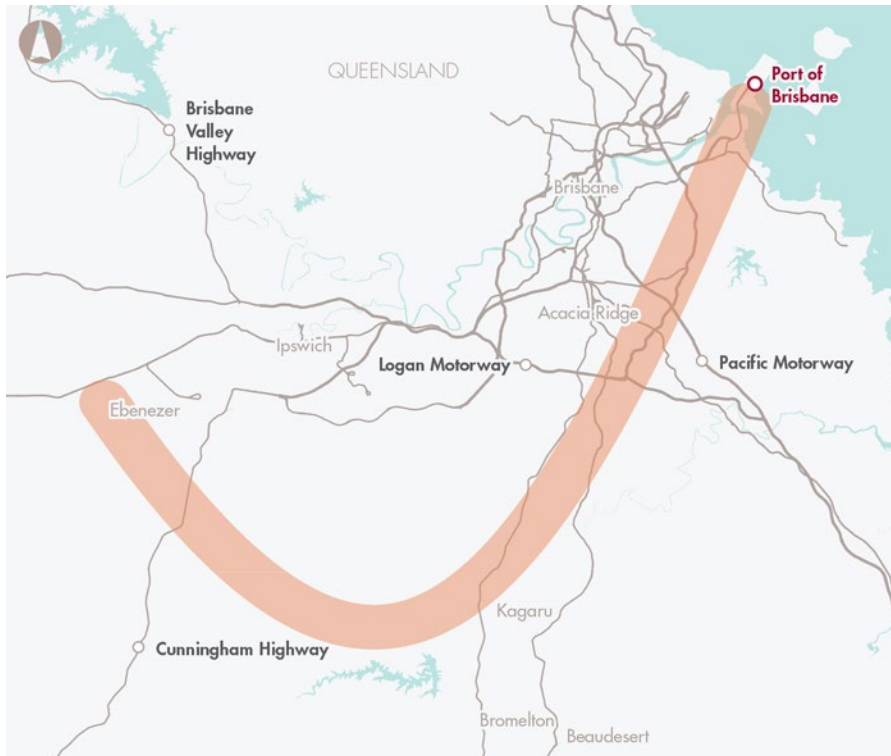 QUEENSLAND
Port of
Brisbane
Brisbane
Valley
Highway
Brisbane
Acacia Ridge
Ipswich
Logan Motorway
Pacific Motorway
Ebenezer
Kagaru
Cunningham Highway
Bromelton
Beaudesert